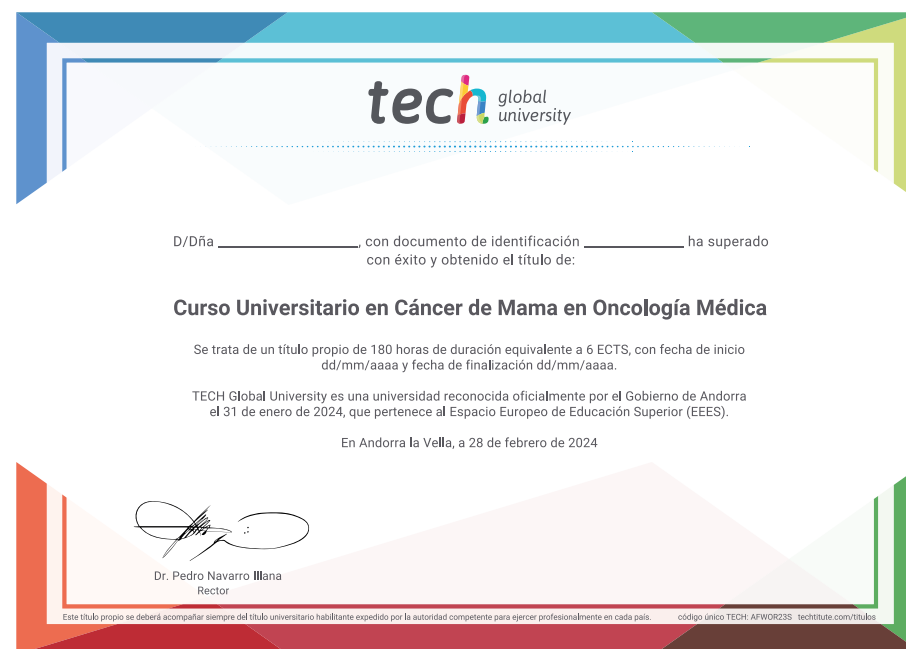 tech global university
D/Dña ____________________, con documento de identificación ______________ ha superado
con éxito y obtenido el título de:
Curso Universitario en Cáncer de Mama en Oncología Médica
Se trata de un título propio de 180 horas de duración equivalente a 6 ECTS, con fecha de inicio
dd/mm/aaaa y fecha de finalización dd/mm/aaaa.
TECH Global University es una universidad reconocida oficialmente por el Gobierno de Andorra
el 31 de enero de 2024, que pertenece al Espacio Europeo de Educación Superior (EEES).
En Andorra la Vella, a 28 de febrero de 2024
Dr. Pedro Navarro Illana
Rector
Este título propio se deberá acompañar siempre del título universitario habilitante expedido por la autoridad competente para ejercer profesionalmente en cada país. código único TECH: AFWOR23S techtitute.com/titulos